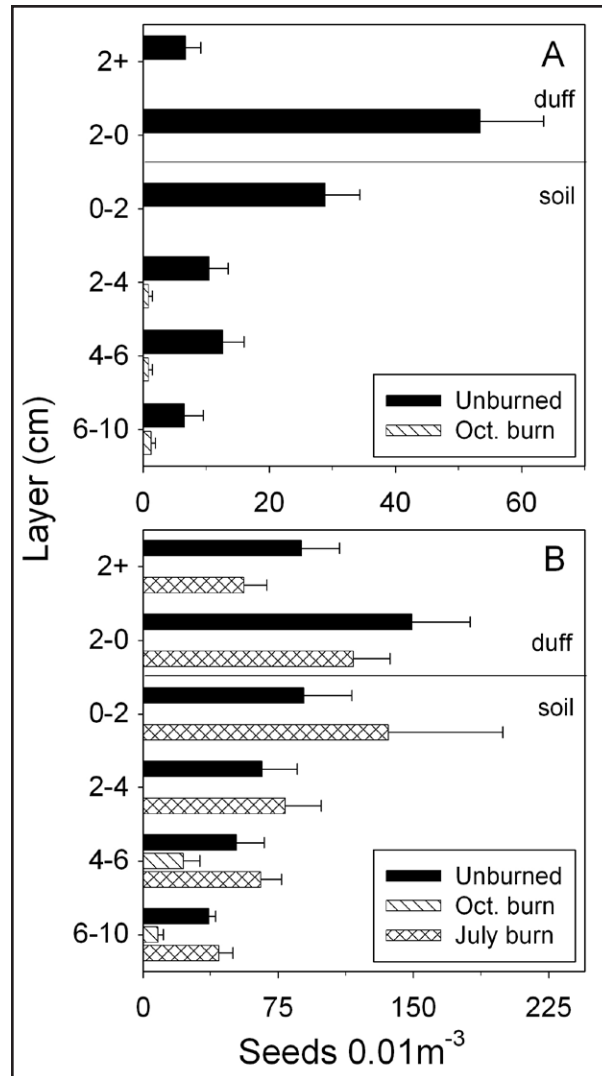 A
2+
duff
2-0
soil
0-2
2-4
4-6
6-10
Unburned
Oct. burn
0 20 40 60
Layer (cm)
B
2+
2-0
duff
0-2
soil
2-4
4-6
6-10
Unburned
Oct. burn
July burn
0 75 150 225
Seeds 0.01m⁻³